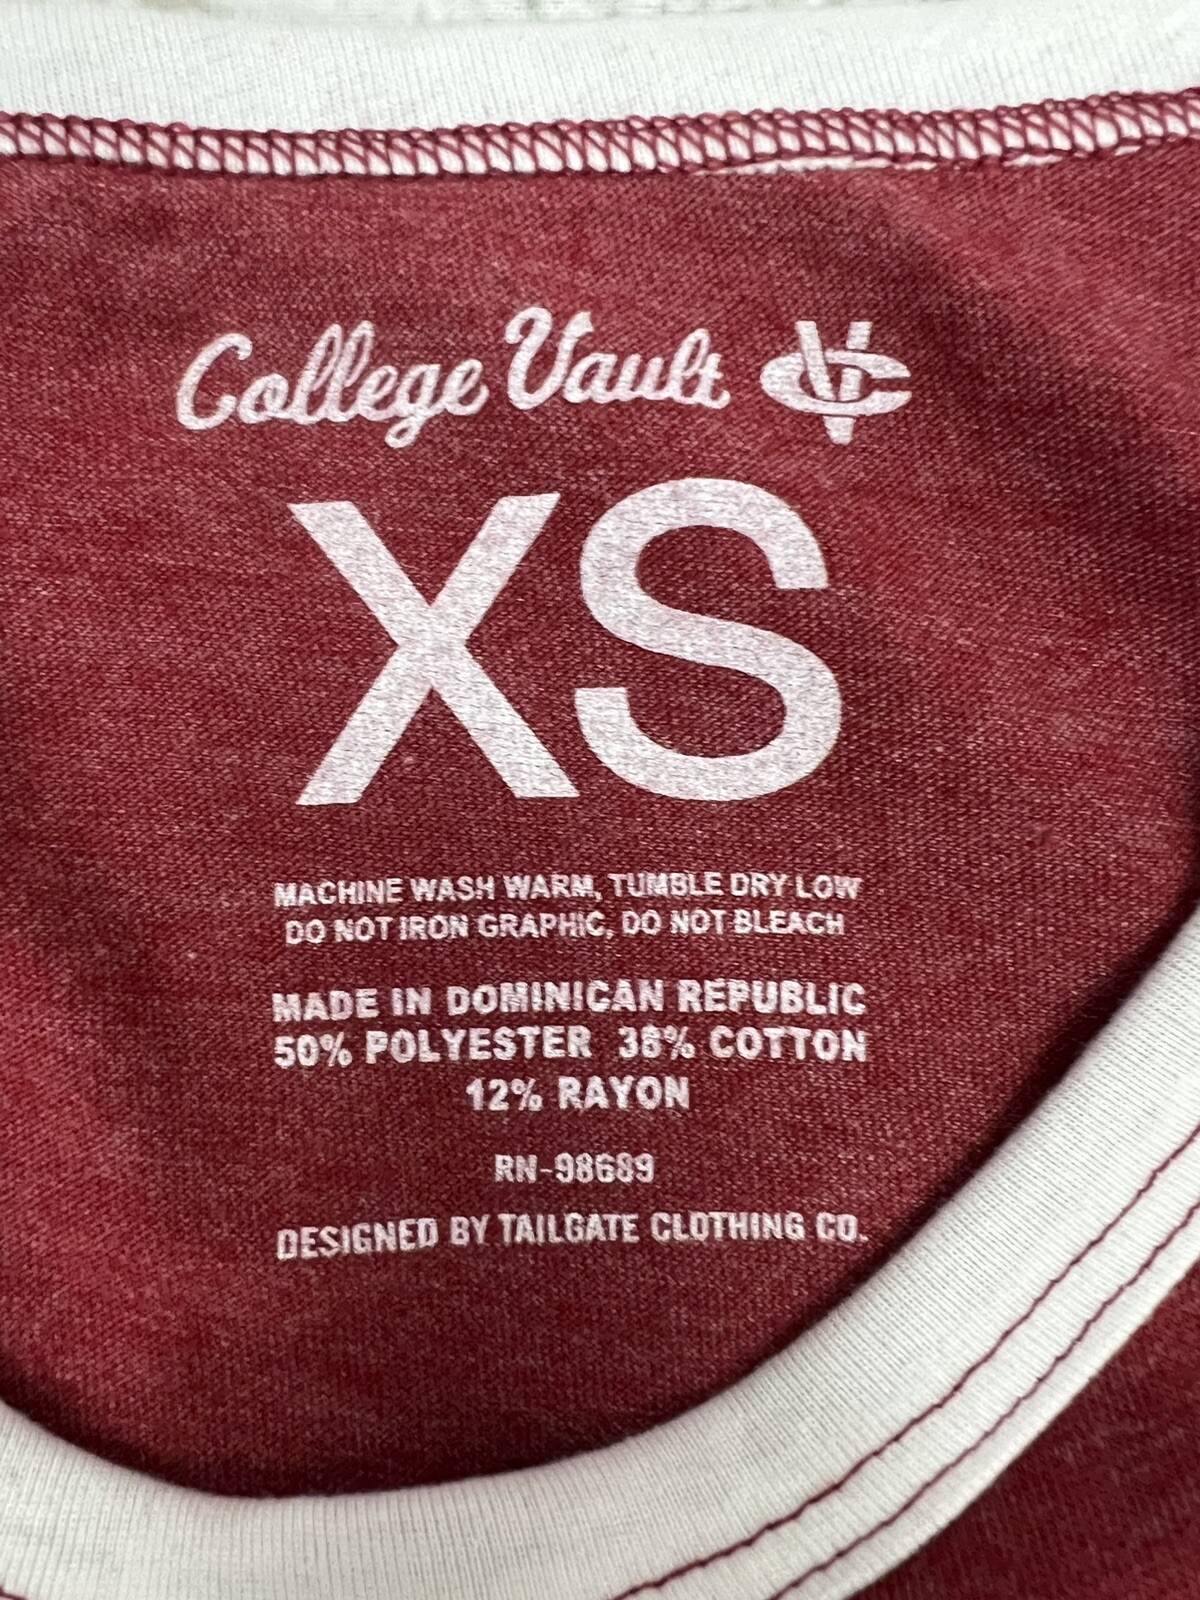 College Vault VC
XS
MACHINE WASH WARM, TUMBLE DRY LOW
DO NOT IRON GRAPHIC, DO NOT BLEACH
MADE IN DOMINICAN REPUBLIC
50% POLYESTER 38% COTTON
12% RAYON
RN-98689
DESIGNED BY TAILGATE CLOTHING CO.